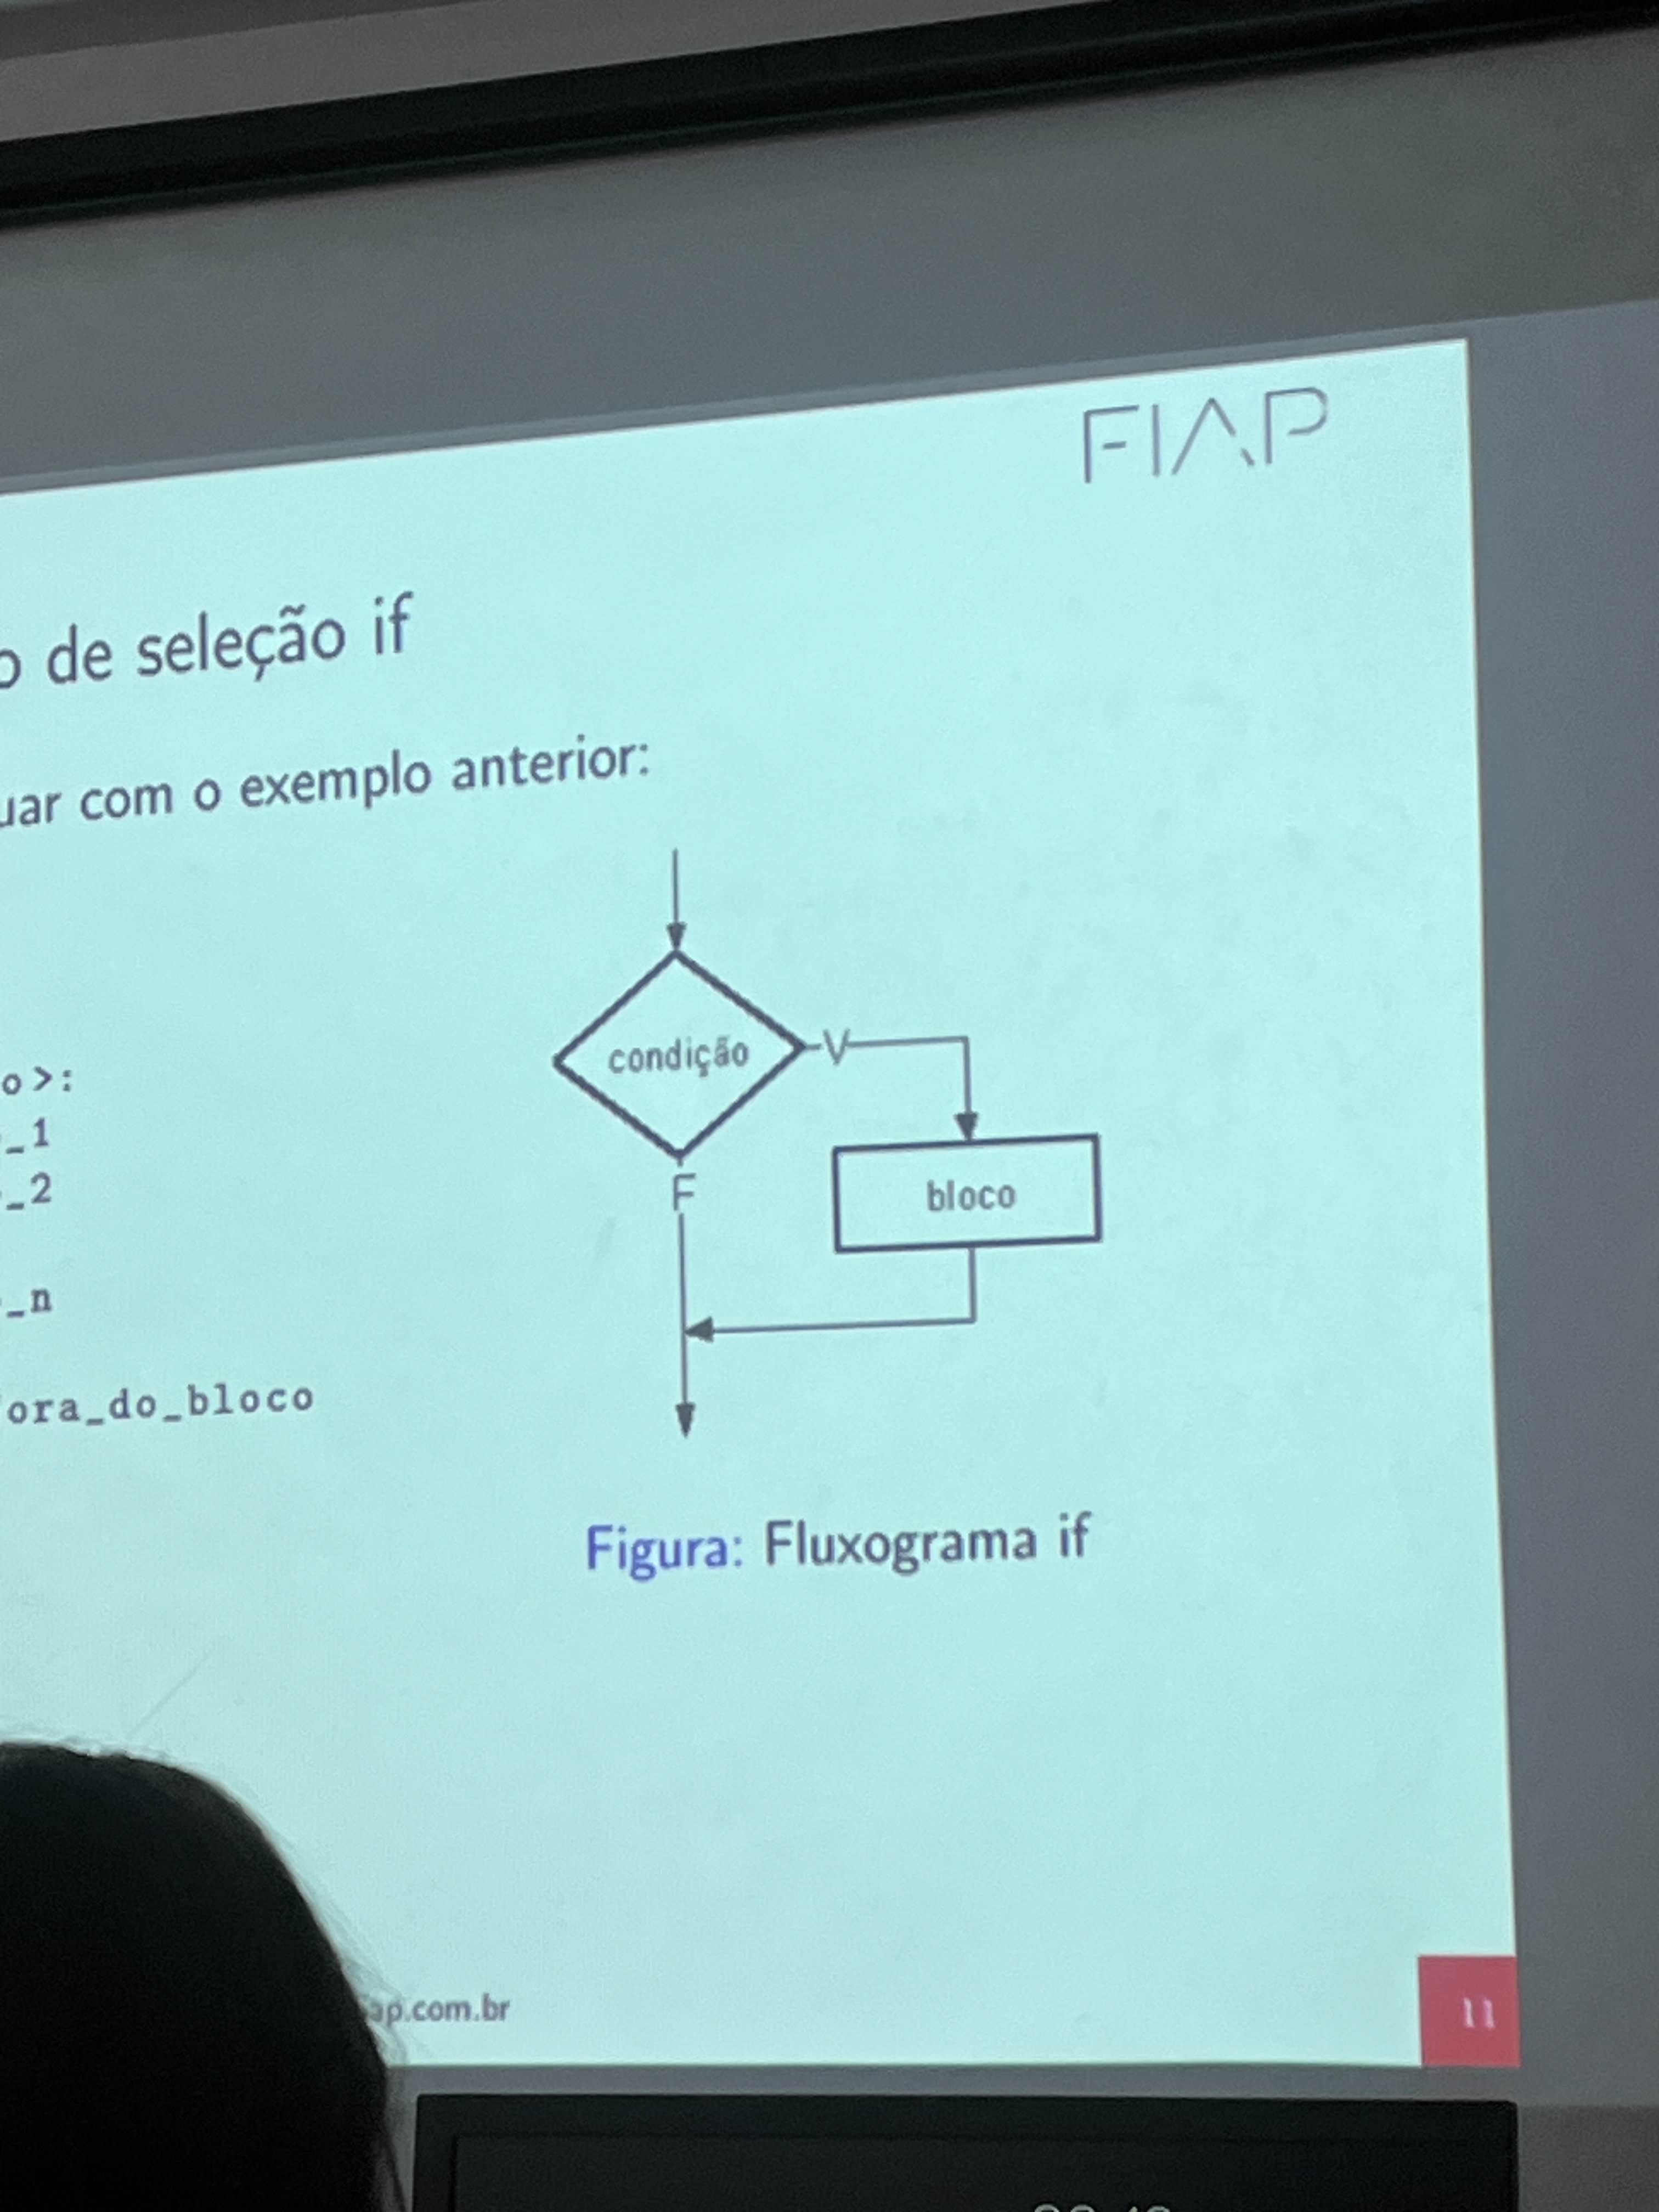 FIAP
de seleção if
com o exemplo anterior:
condição
V
o>:
_1
_2
F
bloco
_n
ora_do_bloco
Figura: Fluxograma if
ap.com.br
11